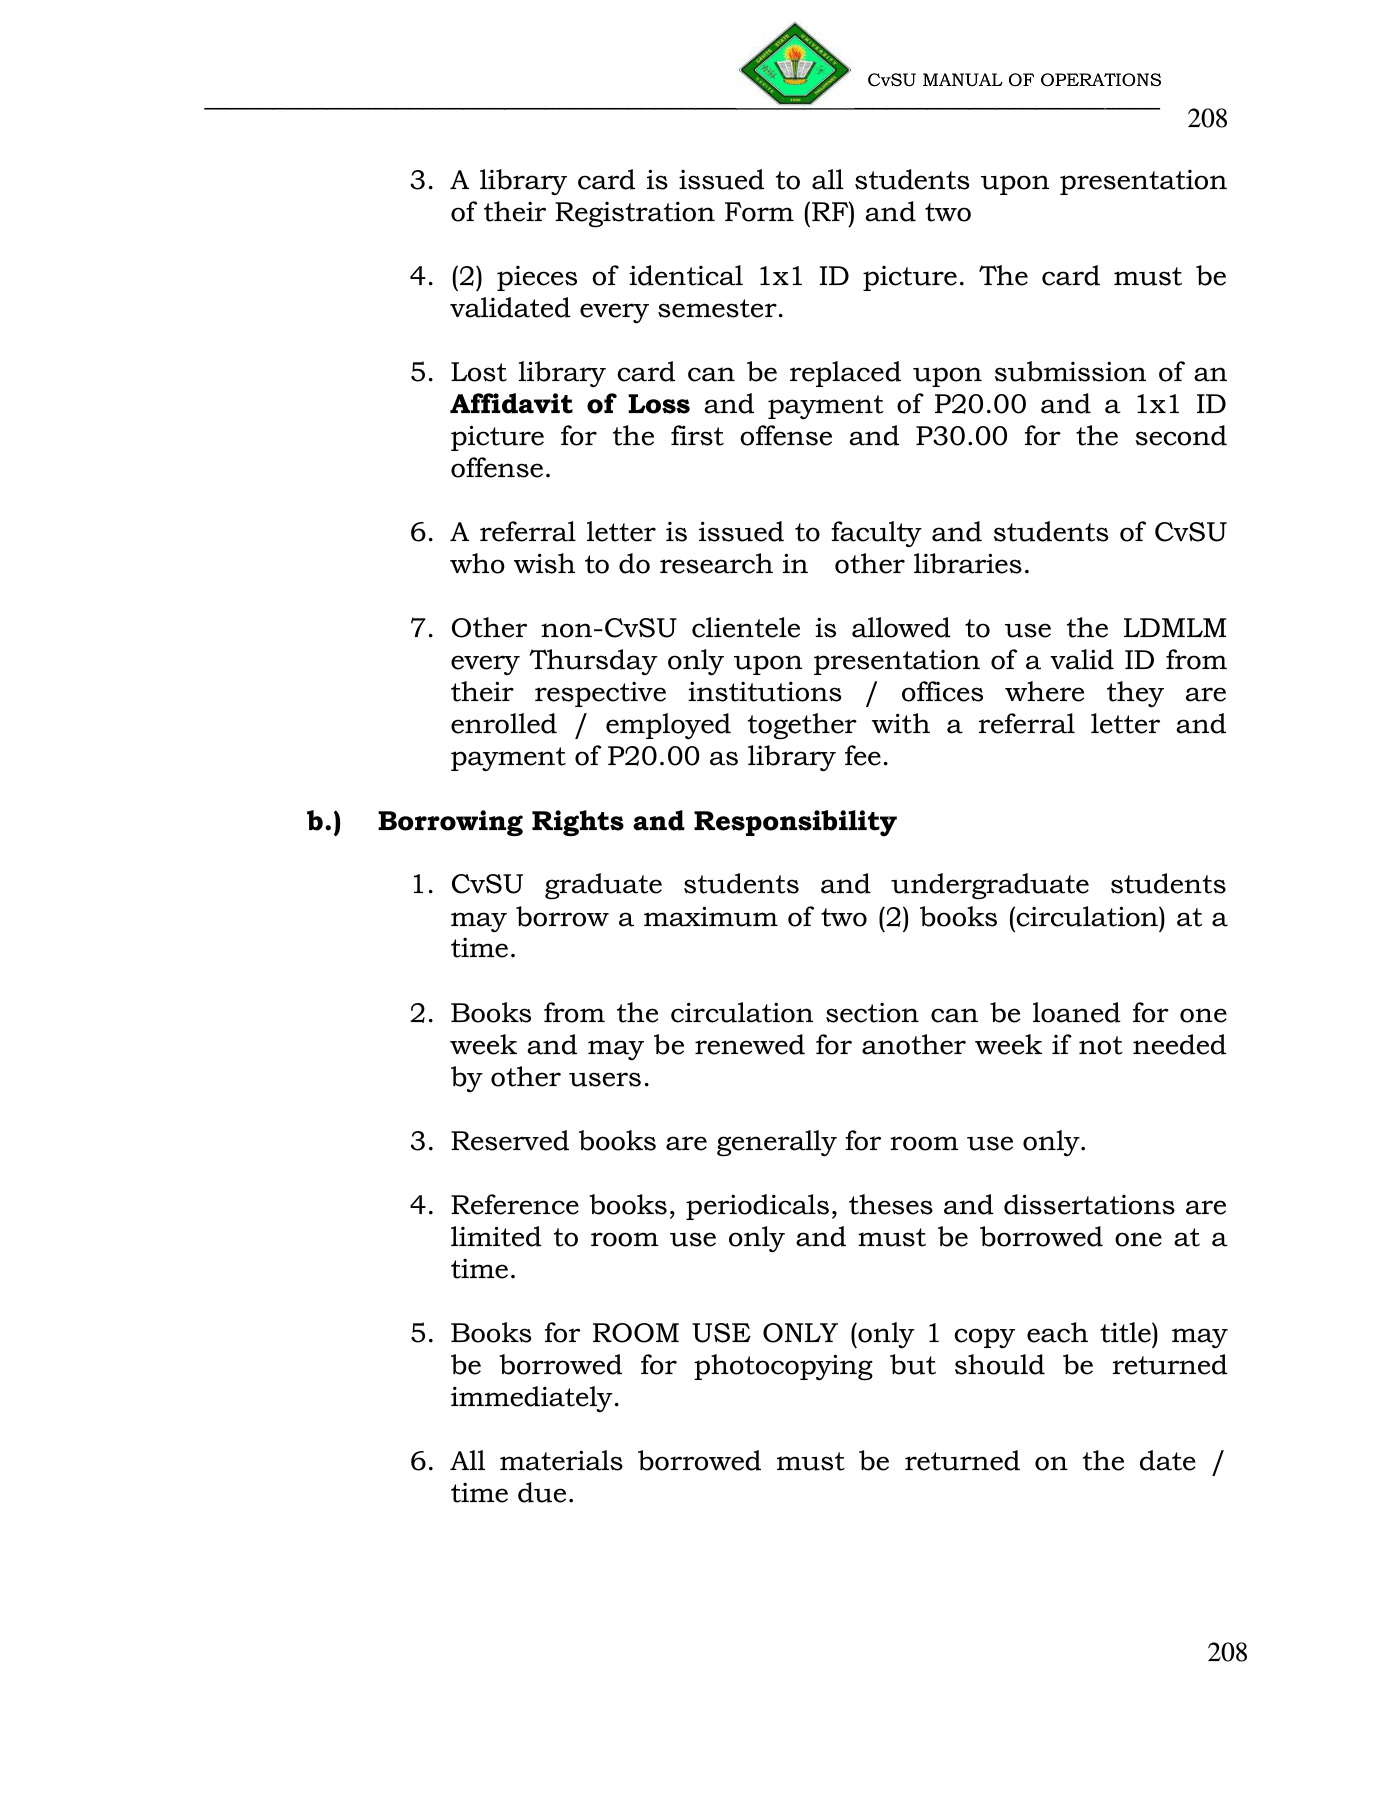 CvSU MANUAL OF OPERATIONS
208
3. A library card is issued to all students upon presentation
of their Registration Form (RF) and two
4. (2) pieces of identical 1x1 ID picture. The card must be
validated every semester.
5. Lost library card can be replaced upon submission of an
Affidavit of Loss and payment of P20.00 and a 1x1 ID
picture for the first offense and P30.00 for the second
offense.
6. A referral letter is issued to faculty and students of CvSU
who wish to do research in other libraries.
7. Other non-CvSU clientele is allowed to use the LDMLM
every Thursday only upon presentation of a valid ID from
their respective institutions / offices where they are
enrolled / employed together with a referral letter and
payment of P20.00 as library fee.
b.) Borrowing Rights and Responsibility
1. CvSU graduate students and undergraduate students
may borrow a maximum of two (2) books (circulation) at a
time.
2. Books from the circulation section can be loaned for one
week and may be renewed for another week if not needed
by other users.
3. Reserved books are generally for room use only.
4. Reference books, periodicals, theses and dissertations are
limited to room use only and must be borrowed one at a
time.
5. Books for ROOM USE ONLY (only 1 copy each title) may
be borrowed for photocopying but should be returned
immediately.
6. All materials borrowed must be returned on the date /
time due.
208